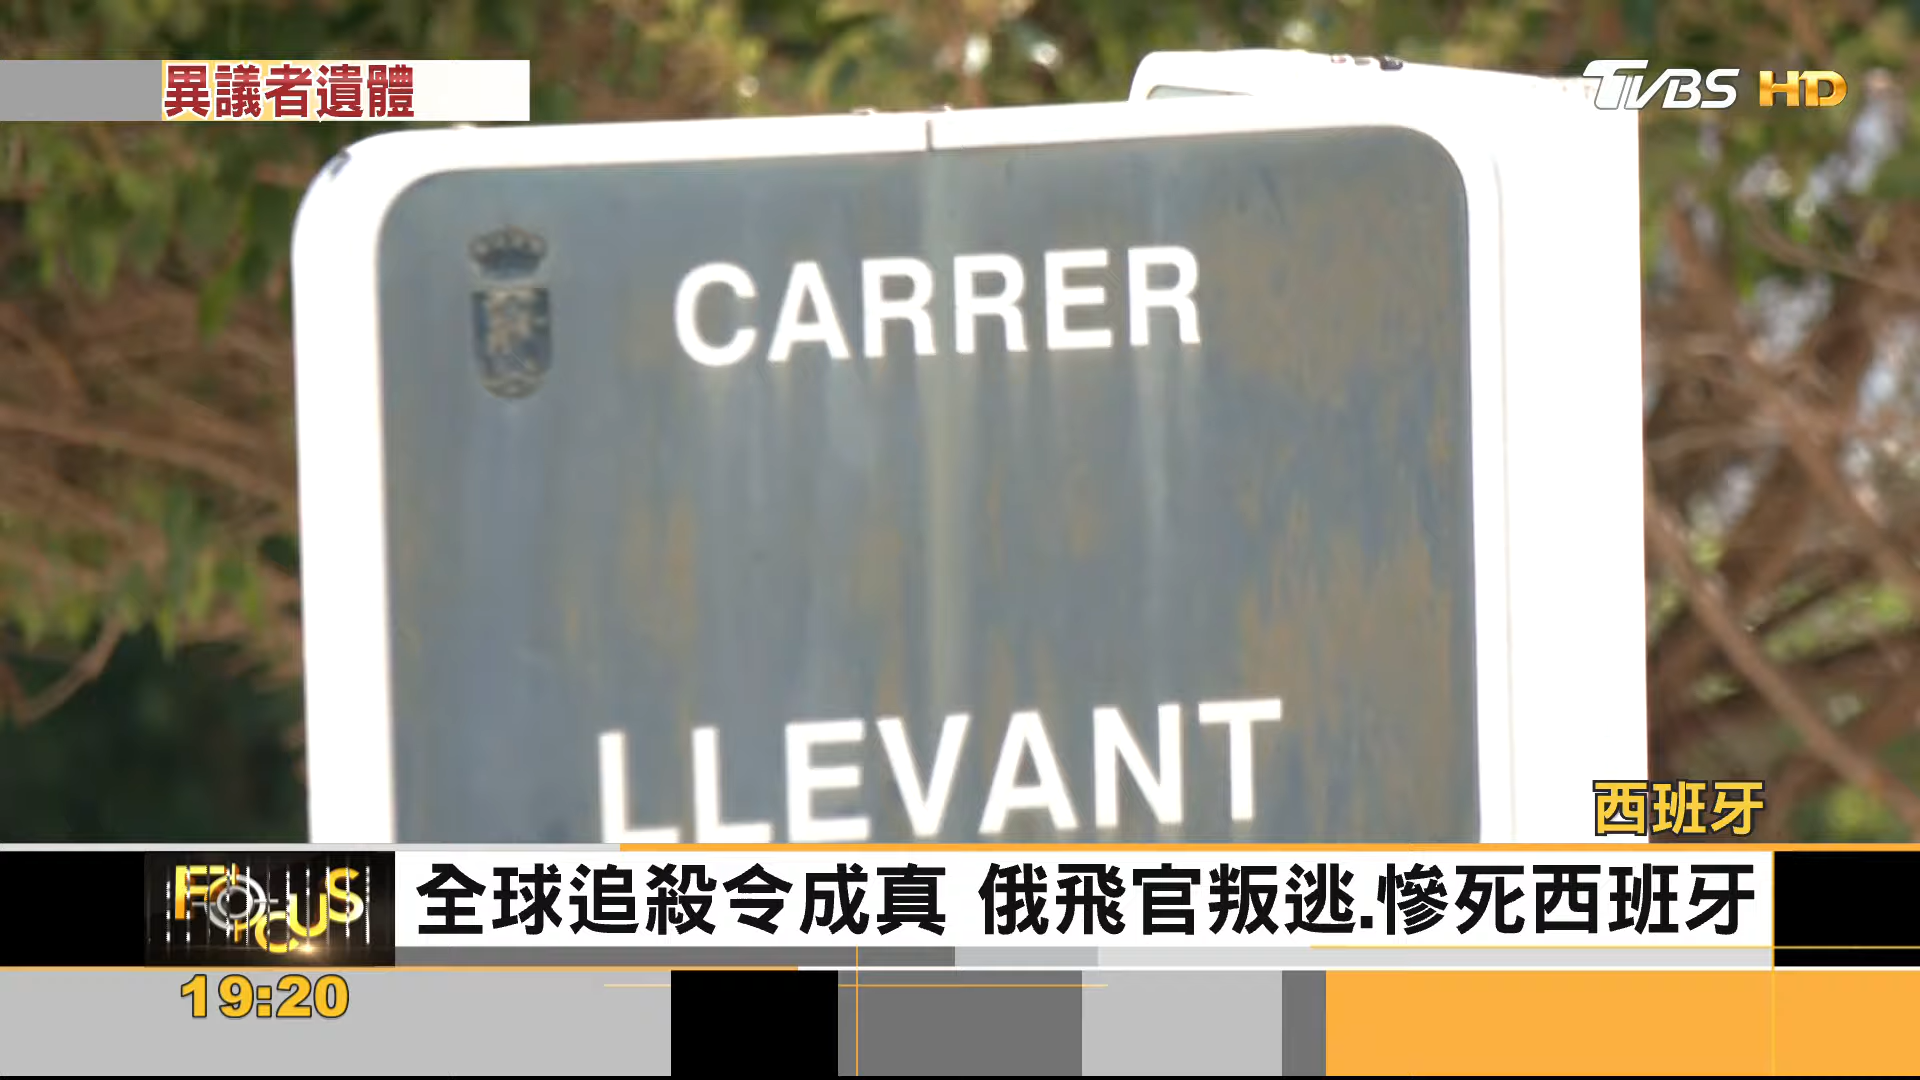 異議者遺體
TVBS HD
CARRER
LLEVANT
西班牙
FOCUS
全球追殺令成真 俄飛官叛逃.慘死西班牙
19:20